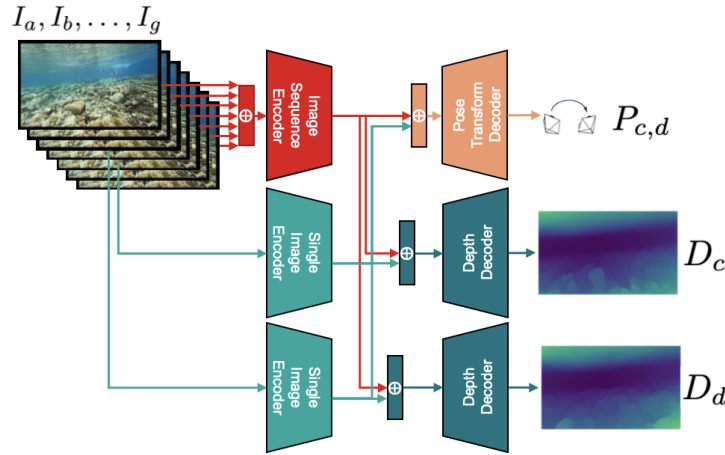 I_a, I_b, ..., I_g
⊕
Image
Sequence
Encoder
⊕
Pose
Transform
Decoder
P_{c,d}
Single
Image
Encoder
⊕
Depth
Decoder
D_c
Single
Image
Encoder
⊕
Depth
Decoder
D_d